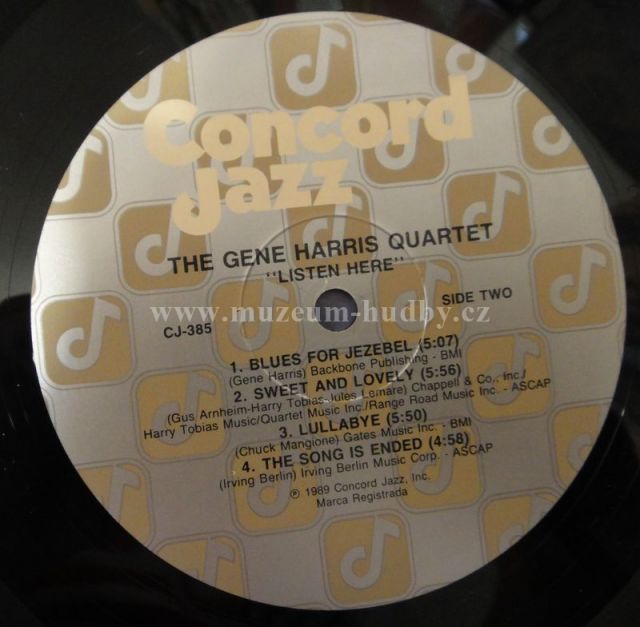 Concord
Jazz
THE GENE HARRIS QUARTET
"LISTEN HERE"
www.muzeum-hudby.cz
CJ-385
SIDE TWO
1. BLUES FOR JEZEBEL (5:07)
(Gene Harris) Backbone Publishing - BMI
2. SWEET AND LOVELY (5:56)
(Gus Arnheim-Harry Tobias/Jules Lemare) Chappell & Co., Inc./
Harry Tobias Music/Quartet Music Inc./Range Road Music Inc. - ASCAP
3. LULLABYE (5:50)
(Chuck Mangione) Gates Music Inc. - BMI
4. THE SONG IS ENDED (4:58)
(Irving Berlin) Irving Berlin Music Corp. - ASCAP
℗ 1989 Concord Jazz, Inc.
Marca Registrada